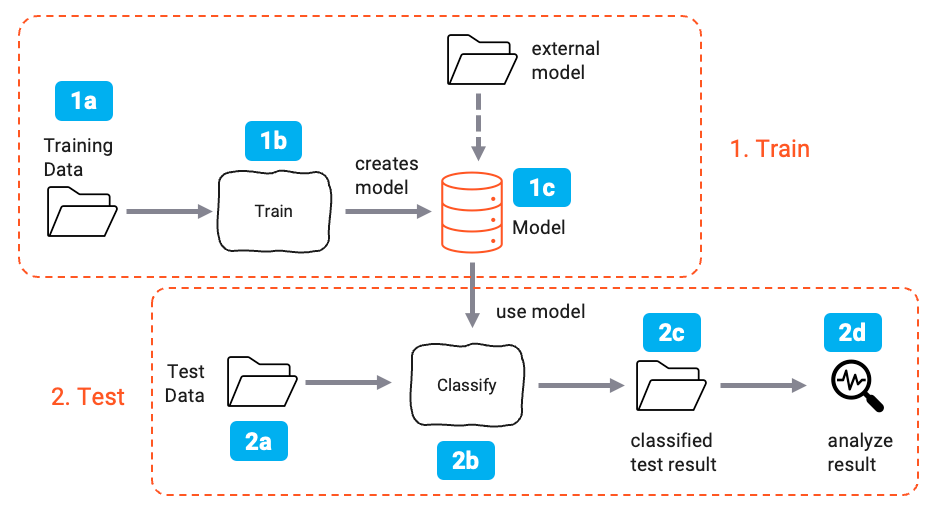 external
model
1a
Training
Data
1b
Train
creates
model
1c
Model
1. Train
use model
2. Test
Test
Data
2a
Classify
2b
2c
classified
test result
2d
analyze
result